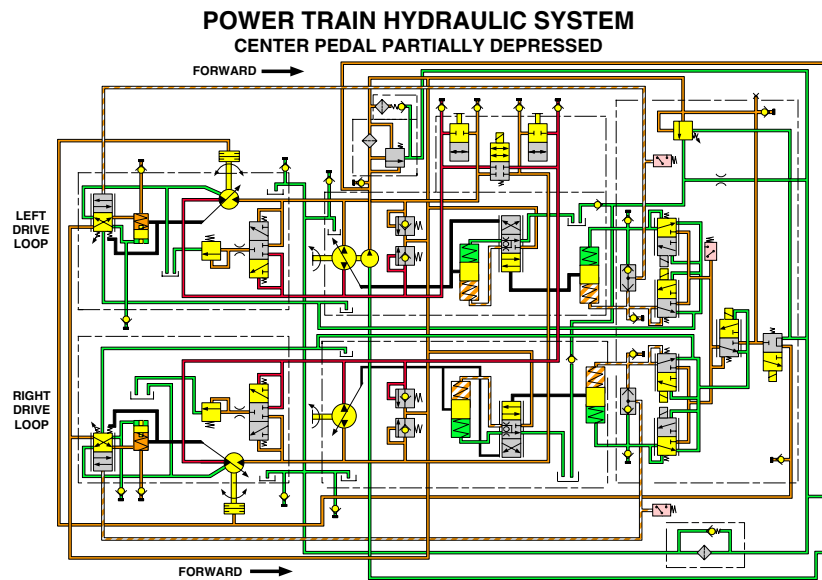 POWER TRAIN HYDRAULIC SYSTEM
CENTER PEDAL PARTIALLY DEPRESSED
FORWARD
LEFT
DRIVE
LOOP
RIGHT
DRIVE
LOOP
FORWARD